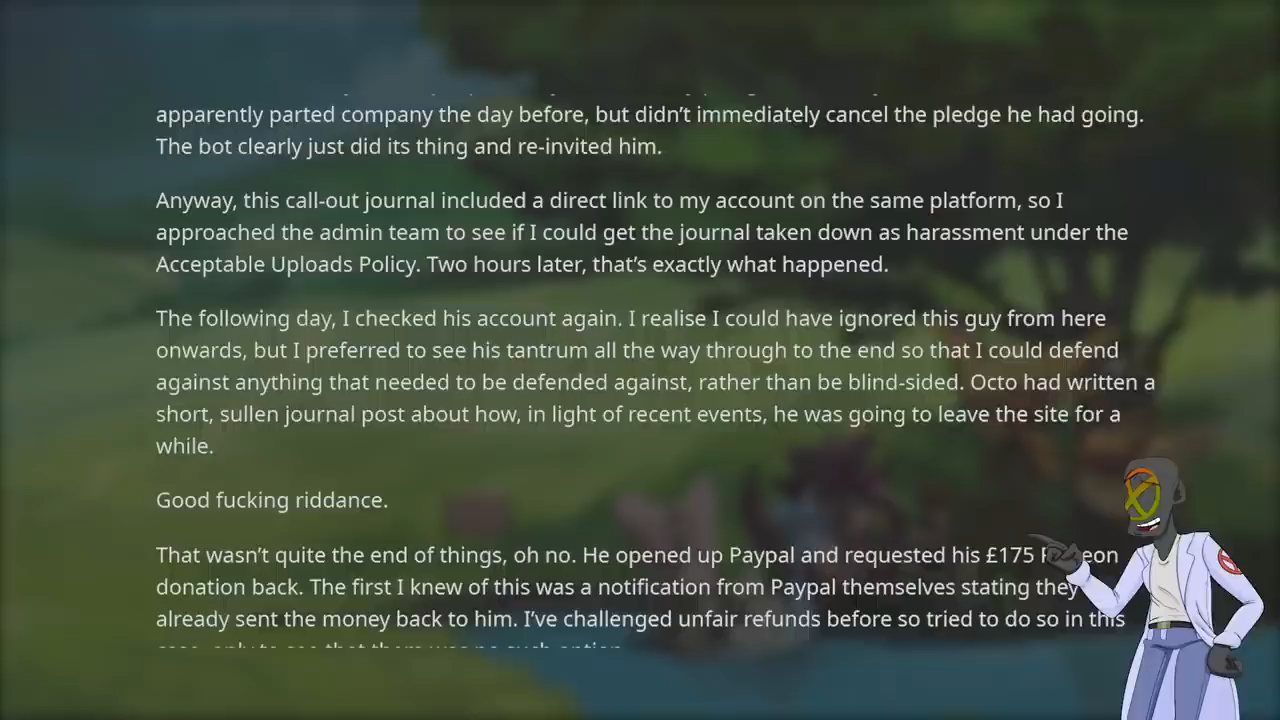 apparently parted company the day before, but didn’t immediately cancel the pledge he had going.
The bot clearly just did its thing and re-invited him.
Anyway, this call-out journal included a direct link to my account on the same platform, so I
approached the admin team to see if I could get the journal taken down as harassment under the
Acceptable Uploads Policy. Two hours later, that’s exactly what happened.
The following day, I checked his account again. I realise I could have ignored this guy from here
onwards, but I preferred to see his tantrum all the way through to the end so that I could defend
against anything that needed to be defended against, rather than be blind-sided. Octo had written a
short, sullen journal post about how, in light of recent events, he was going to leave the site for a
while.
Good fucking riddance.
That wasn’t quite the end of things, oh no. He opened up Paypal and requested his £175
donation back. The first I knew of this was a notification from Paypal themselves stating they
already sent the money back to him. I’ve challenged unfair refunds before so tried to do so in this